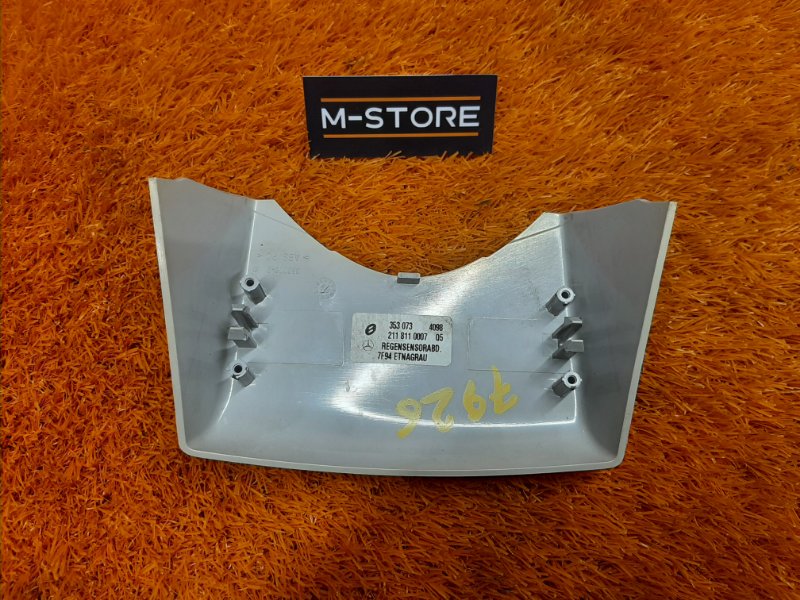 M-STORE
353 073 4098
211 811 0007 05
REGENSENSORABD.
7F94 ETNAGRAU
7926